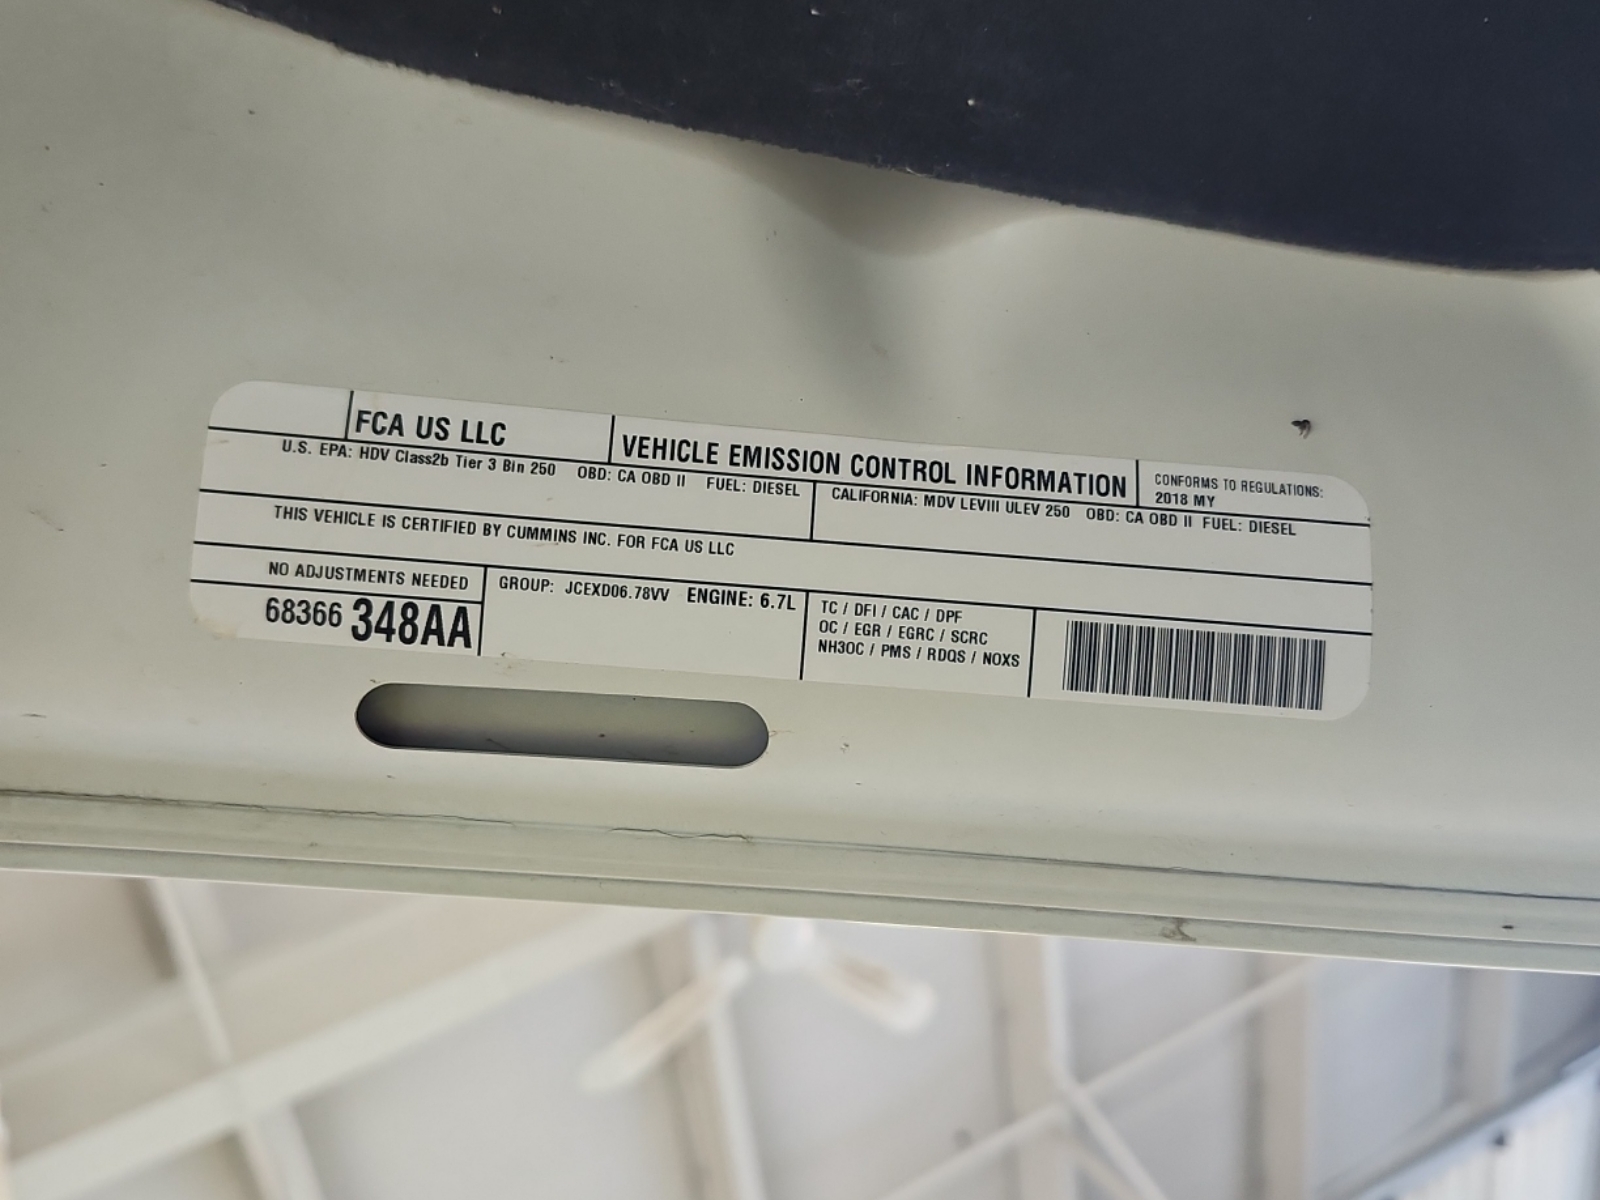 FCA US LLC
VEHICLE EMISSION CONTROL INFORMATION
CONFORMS TO REGULATIONS:
2018 MY
U.S. EPA: HDV Class2b Tier 3 Bin 250 OBD: CA OBD II FUEL: DIESEL
CALIFORNIA: MDV LEVIII ULEV 250 OBD: CA OBD II FUEL: DIESEL
THIS VEHICLE IS CERTIFIED BY CUMMINS INC. FOR FCA US LLC
NO ADJUSTMENTS NEEDED
68366 348AA
GROUP: JCEXD06.78VV ENGINE: 6.7L
TC / DFI / CAC / DPF
OC / EGR / EGRC / SCRC
NH3OC / PMS / RDQS / NOXS